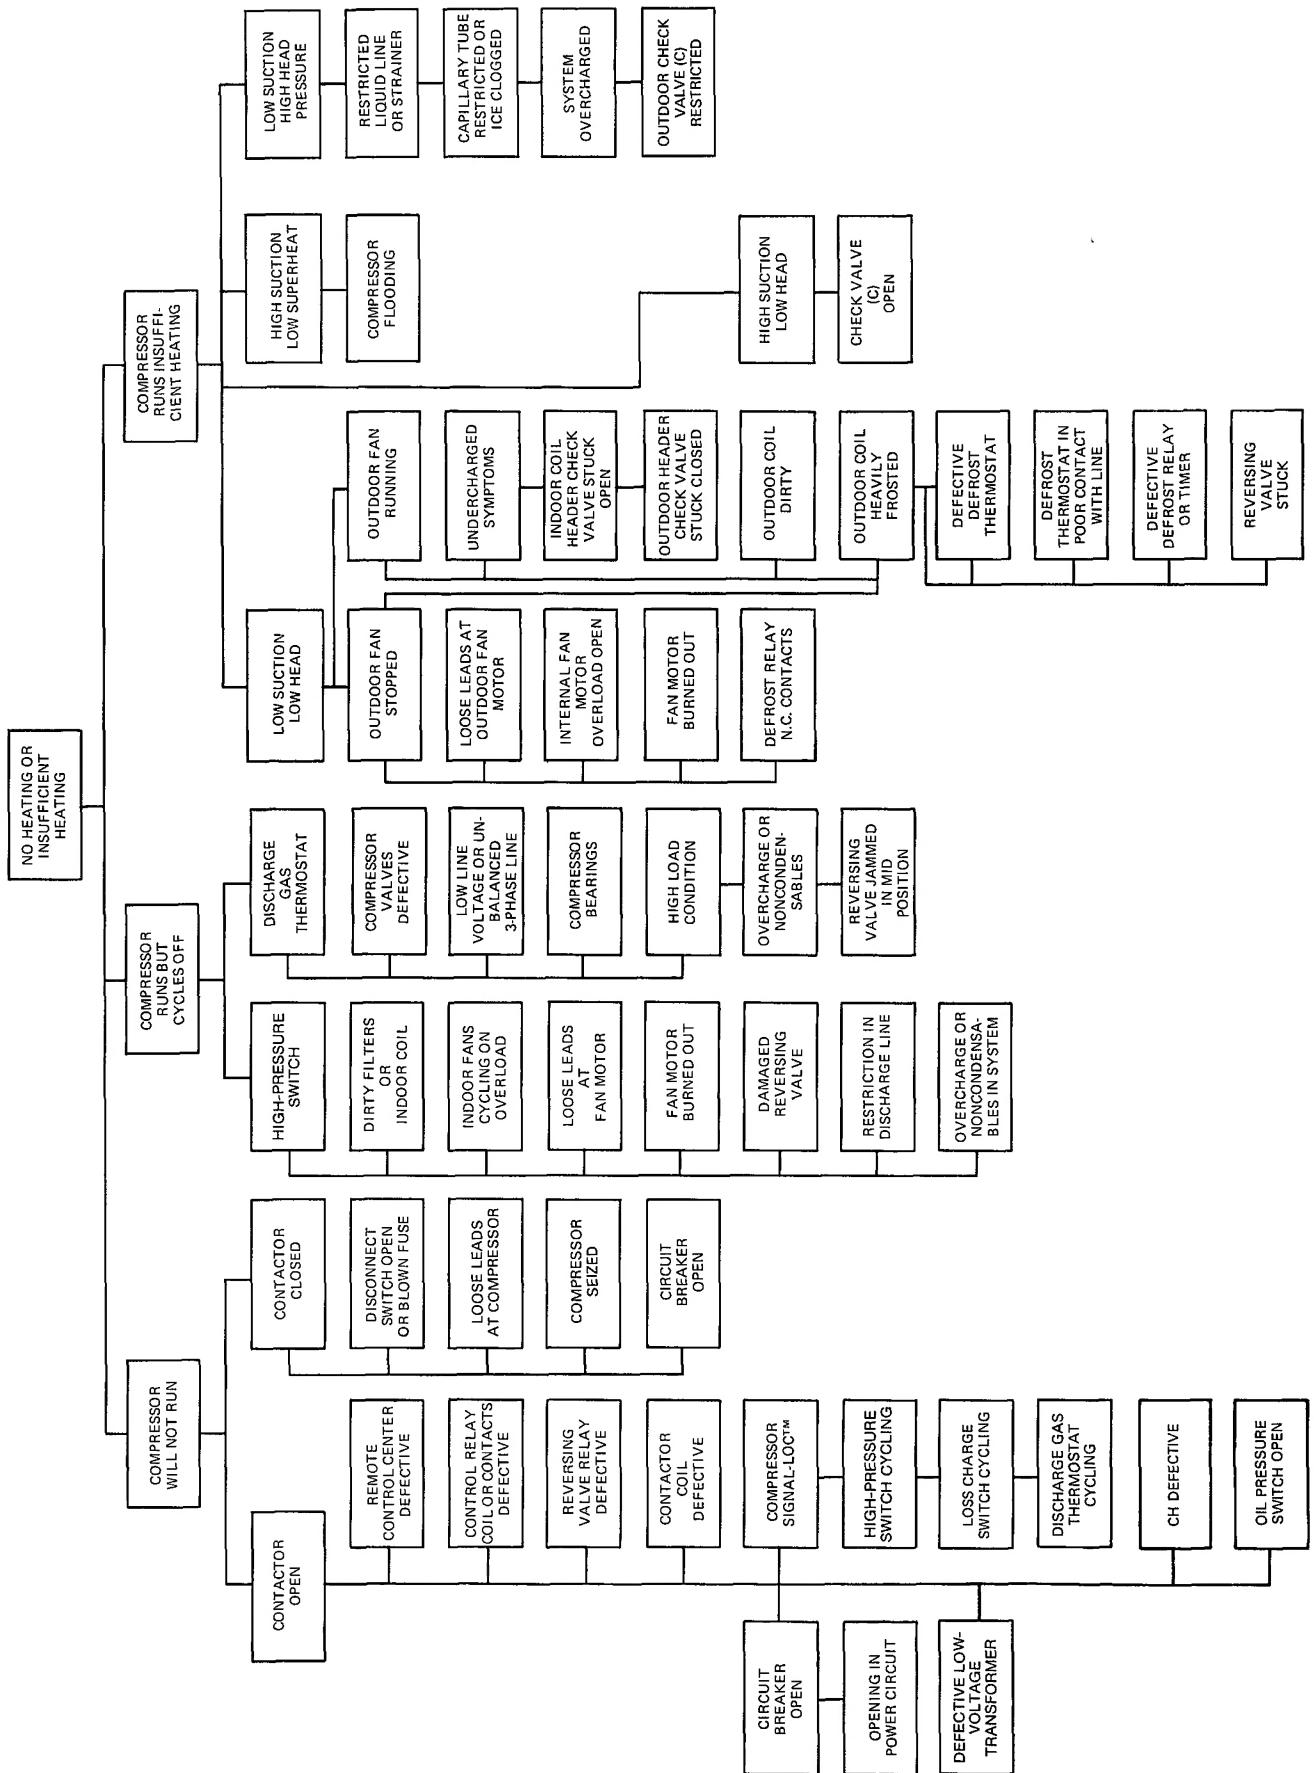 NO HEATING OR
INSUFFICIENT
HEATING
COMPRESSOR
WILL NOT RUN
CONTACTOR
OPEN
REMOTE
CONTROL CENTER
DEFECTIVE
CONTROL RELAY
COIL OR CONTACTS
DEFECTIVE
REVERSING
VALVE RELAY
DEFECTIVE
CONTACTOR
COIL
DEFECTIVE
CIRCUIT
BREAKER
OPEN
OPENING IN
POWER CIRCUIT
COMPRESSOR
SIGNAL-LOC™
HIGH-PRESSURE
SWITCH CYCLING
LOSS CHARGE
SWITCH CYCLING
DISCHARGE GAS
THERMOSTAT
CYCLING
DEFECTIVE LOW-
VOLTAGE
TRANSFORMER
CH DEFECTIVE
OIL PRESSURE
SWITCH OPEN
CONTACTOR
CLOSED
DISCONNECT
SWITCH OPEN
OR BLOWN FUSE
LOOSE LEADS
AT COMPRESSOR
COMPRESSOR
SEIZED
CIRCUIT
BREAKER
OPEN
COMPRESSOR
RUNS BUT
CYCLES OFF
HIGH-PRESSURE
SWITCH
DIRTY FILTERS
OR
INDOOR COIL
INDOOR FANS
CYCLING ON
OVERLOAD
LOOSE LEADS
AT
FAN MOTOR
FAN MOTOR
BURNED OUT
DAMAGED
REVERSING
VALVE
RESTRICTION IN
DISCHARGE LINE
OVERCHARGE OR
NONCONDENSA-
BLES IN SYSTEM
DISCHARGE
GAS
THERMOSTAT
COMPRESSOR
VALVES
DEFECTIVE
LOW LINE
VOLTAGE OR UN-
BALANCED
3-PHASE LINE
COMPRESSOR
BEARINGS
HIGH LOAD
CONDITION
OVERCHARGE OR
NONCONDEN-
SABLES
REVERSING
VALVE JAMMED
IN MID
POSITION
COMPRESSOR
RUNS INSUFFI-
CIENT HEATING
LOW SUCTION
LOW HEAD
OUTDOOR FAN
STOPPED
LOOSE LEADS AT
OUTDOOR FAN
MOTOR
INTERNAL FAN
MOTOR
OVERLOAD OPEN
FAN MOTOR
BURNED OUT
DEFROST RELAY
N.C. CONTACTS
OUTDOOR FAN
RUNNING
UNDERCHARGED
SYMPTOMS
INDOOR COIL
HEADER CHECK
VALVE STUCK
OPEN
OUTDOOR HEADER
CHECK VALVE
STUCK CLOSED
OUTDOOR COIL
DIRTY
OUTDOOR COIL
HEAVILY
FROSTED
DEFECTIVE
DEFROST
THERMOSTAT
DEFROST
THERMOSTAT IN
POOR CONTACT
WITH LINE
DEFECTIVE
DEFROST RELAY
OR TIMER
REVERSING
VALVE
STUCK
HIGH SUCTION
LOW HEAD
CHECK VALVE
(C)
OPEN
HIGH SUCTION
LOW SUPERHEAT
COMPRESSOR
FLOODING
LOW SUCTION
HIGH HEAD
PRESSURE
RESTRICTED
LIQUID LINE
OR STRAINER
CAPILLARY TUBE
RESTRICTED OR
ICE CLOGGED
SYSTEM
OVERCHARGED
OUTDOOR CHECK
VALVE (C)
RESTRICTED